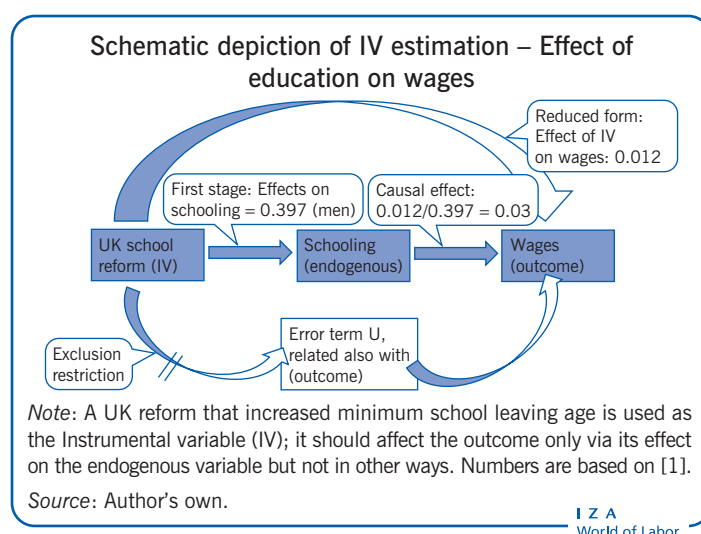 Schematic depiction of IV estimation – Effect of
education on wages
Reduced form:
Effect of IV
on wages: 0.012
First stage: Effects on
schooling = 0.397 (men)
Causal effect:
0.012/0.397 = 0.03
UK school
reform (IV)
Schooling
(endogenous)
Wages
(outcome)
Exclusion
restriction
Error term U,
related also with
(outcome)
Note: A UK reform that increased minimum school leaving age is used as
the Instrumental variable (IV); it should affect the outcome only via its effect
on the endogenous variable but not in other ways. Numbers are based on [1].
Source: Author's own.
I Z A
World of Labor